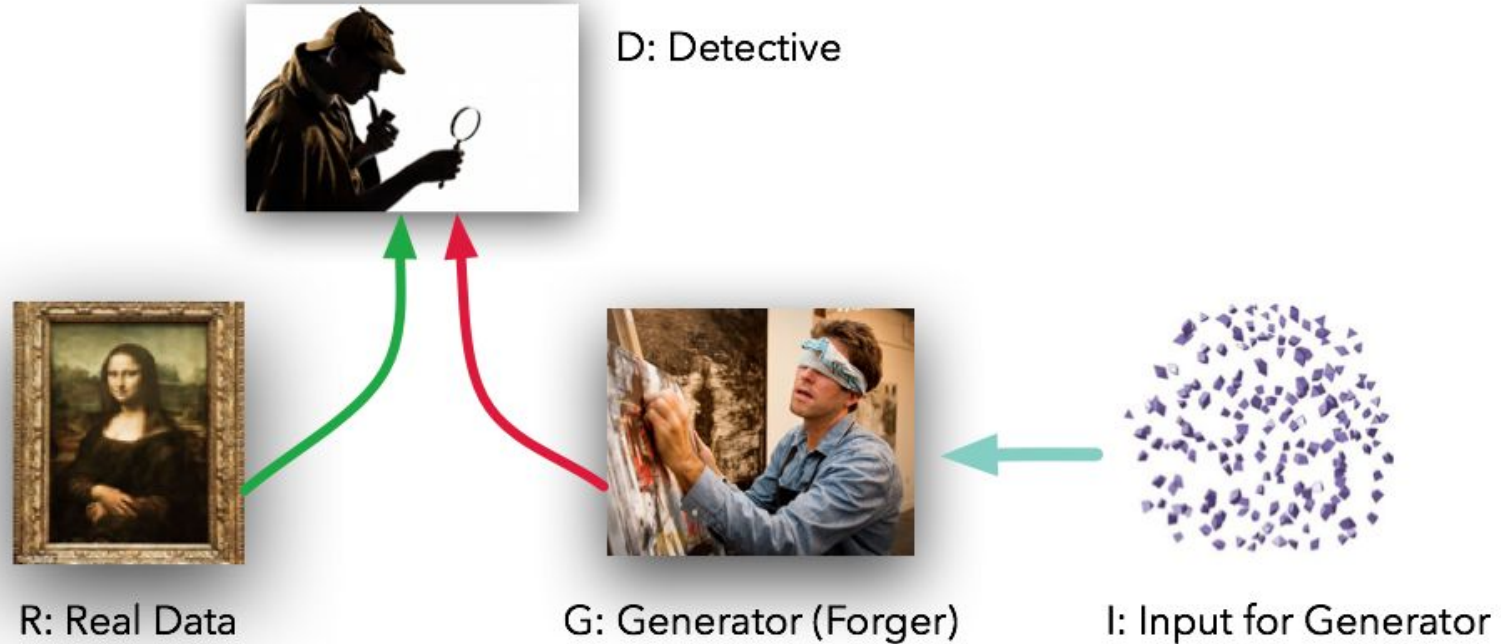 D: Detective
R: Real Data
G: Generator (Forger)
I: Input for Generator